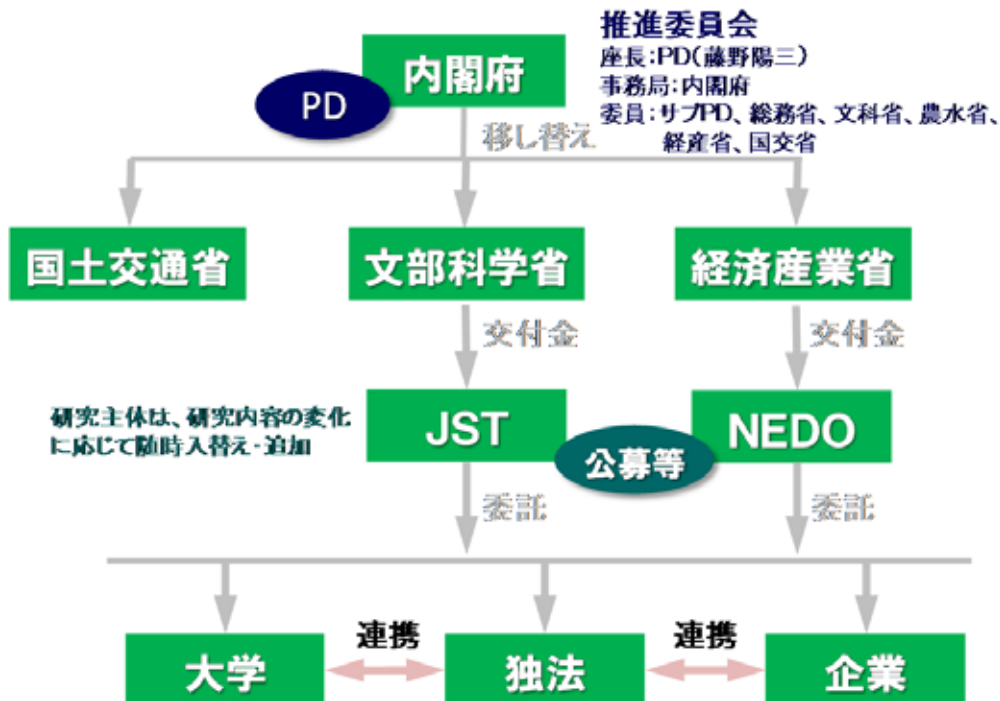 推進委員会
座長:PD(藤野陽三)
事務局:内閣府
委員:サブPD、総務省、文科省、農水省、
経産省、国交省
内閣府
PD
移し替え
国土交通省
文部科学省
経済産業省
交付金
交付金
研究主体は、研究内容の変化
に応じて随時入替え・追加
JST
NEDO
公募等
委託
委託
大学
連携
独法
連携
企業